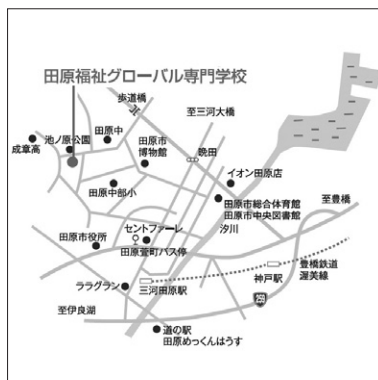 田原福祉グローバル専門学校
歩道橋
至三河大橋
成章高
池ノ原公園
田原中
田原市
博物館
晩田
イオン田原店
田原中部小
田原市総合体育館
田原市中央図書館
至豊橋
汐川
セントファーレ
田原市役所
田原萱町バス停
豊橋鉄道
渥美線
神戸駅
三河田原駅
ララグラン
259
至伊良湖
道の駅
田原めっくんはうす